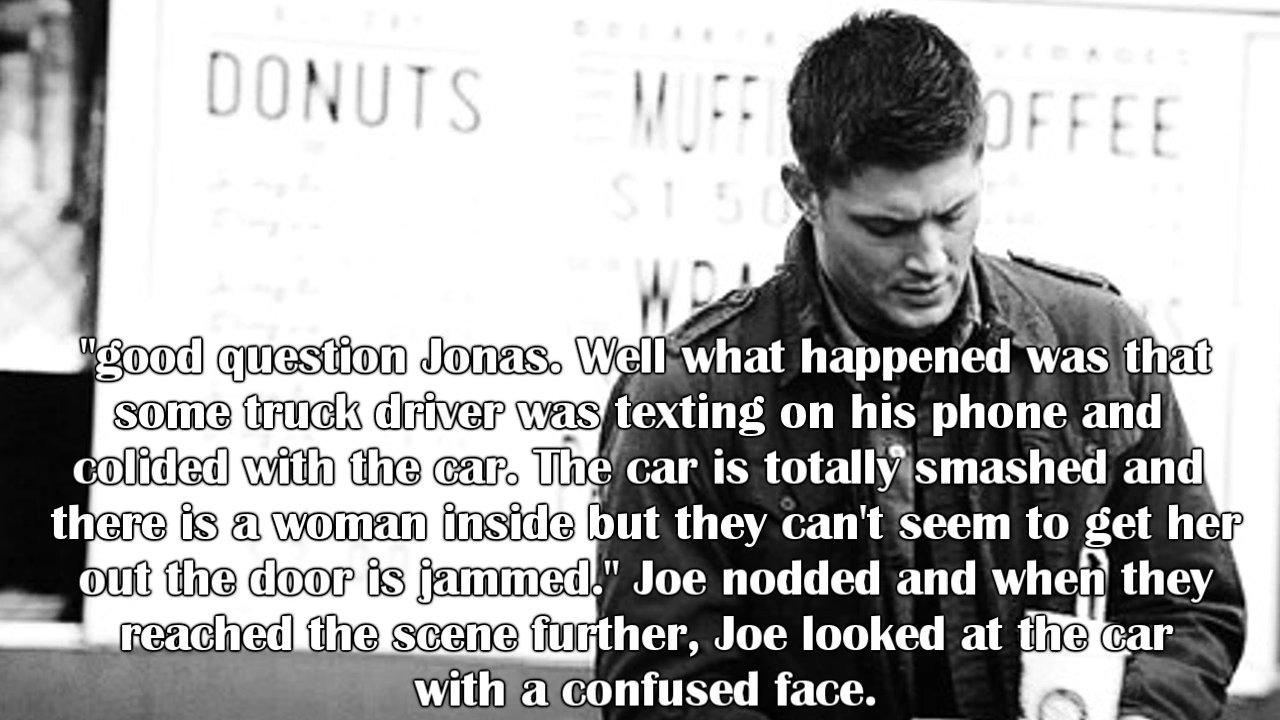 DONUTS
COFFEE
"good question Jonas. Well what happened was that
some truck driver was texting on his phone and
colided with the car. The car is totally smashed and
there is a woman inside but they can't seem to get her
out the door is jammed." Joe nodded and when they
reached the scene further, Joe looked at the car
with a confused face.